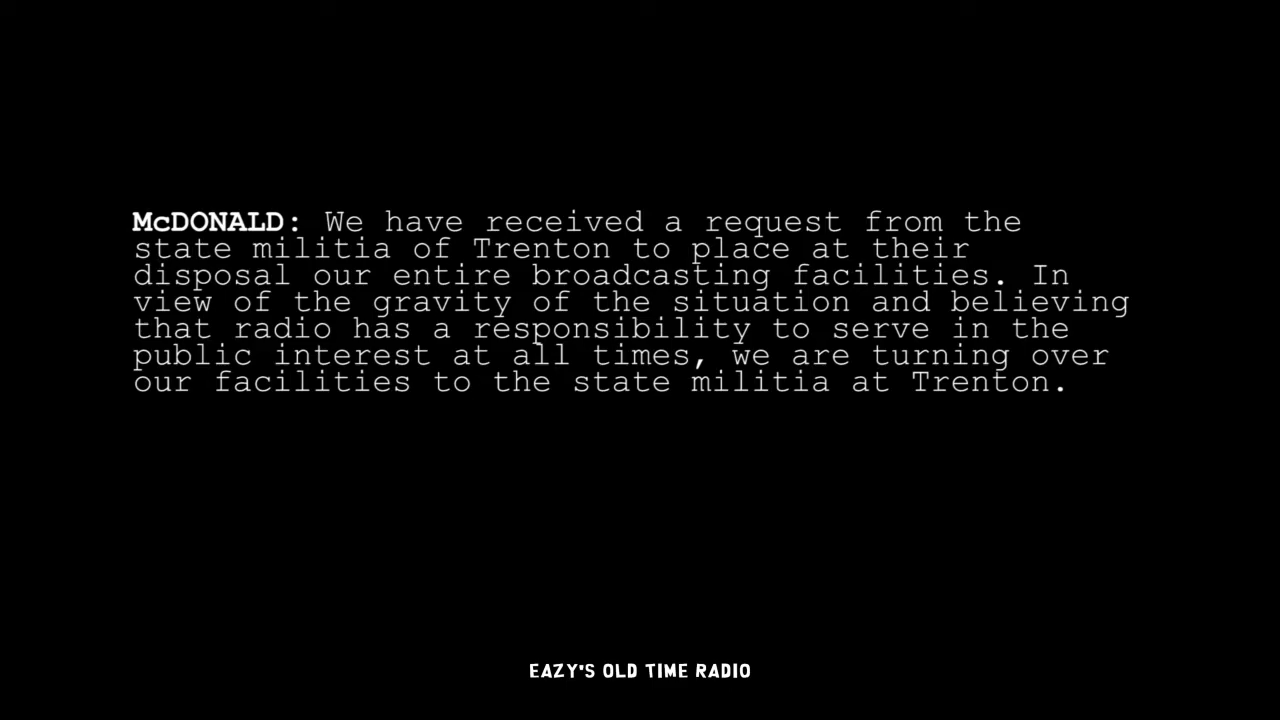 McDONALD: We have received a request from the
state militia of Trenton to place at their
disposal our entire broadcasting facilities. In
view of the gravity of the situation and believing
that radio has a responsibility to serve in the
public interest at all times, we are turning over
our facilities to the state militia at Trenton.
EAZY'S OLD TIME RADIO